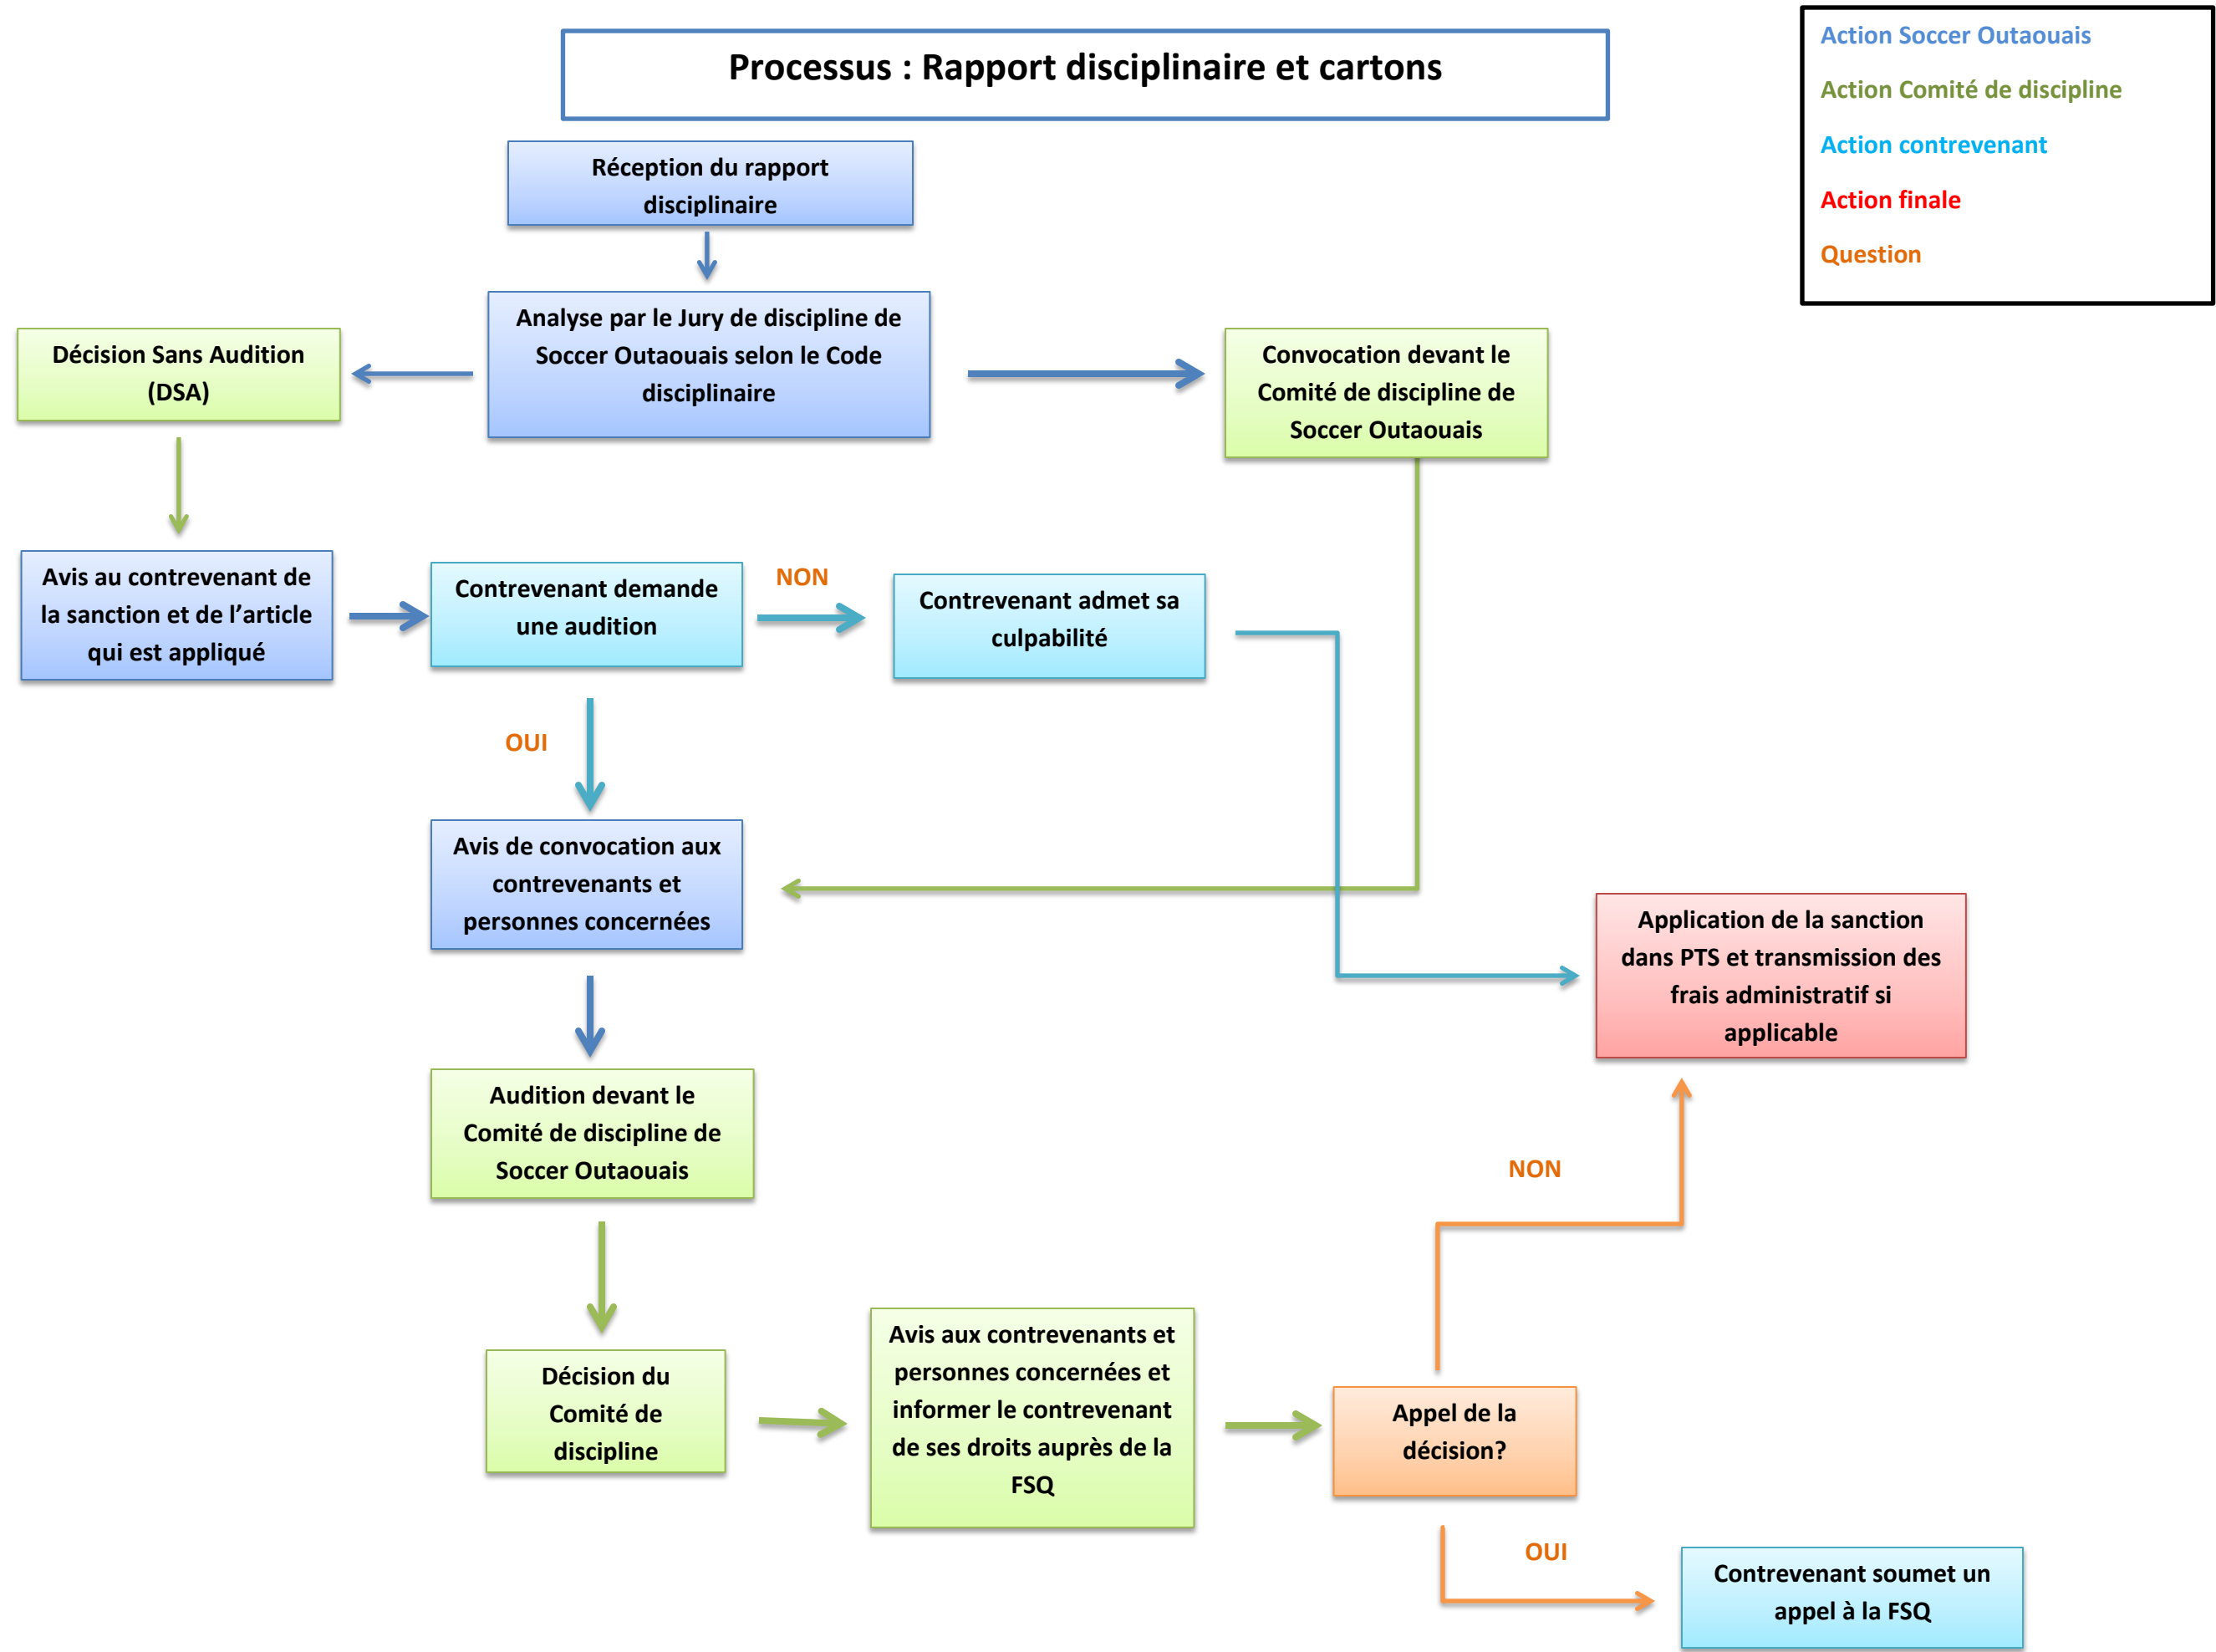 Processus : Rapport disciplinaire et cartons
Action Soccer Outaouais
Action Comité de discipline
Action contrevenant
Action finale
Question
Réception du rapport
disciplinaire
Analyse par le Jury de discipline de
Soccer Outaouais selon le Code
disciplinaire
Décision Sans Audition
(DSA)
Convocation devant le
Comité de discipline de
Soccer Outaouais
Avis au contrevenant de
la sanction et de l’article
qui est appliqué
Contrevenant demande
une audition
NON
Contrevenant admet sa
culpabilité
OUI
Avis de convocation aux
contrevenants et
personnes concernées
Application de la sanction
dans PTS et transmission des
frais administratif si
applicable
Audition devant le
Comité de discipline de
Soccer Outaouais
NON
Décision du
Comité de
discipline
Avis aux contrevenants et
personnes concernées et
informer le contrevenant
de ses droits auprès de la
FSQ
Appel de la
décision?
OUI
Contrevenant soumet un
appel à la FSQ